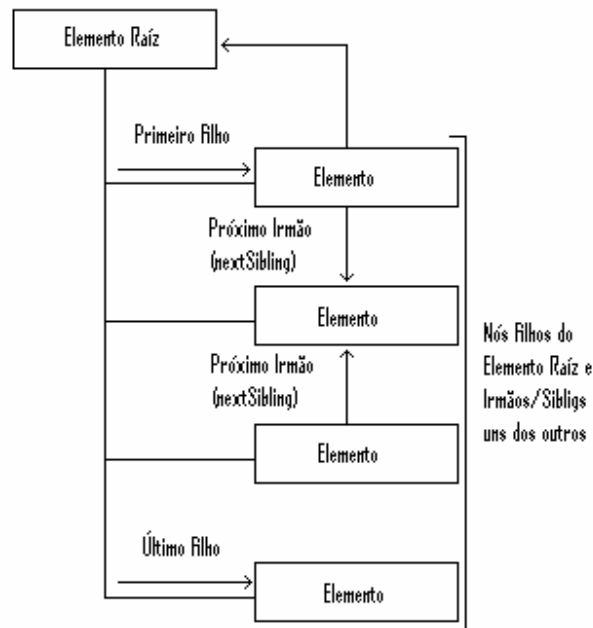 Elemento Raíz
Primeiro Filho
Elemento
Próximo Irmão
(nextSibling)
Elemento
Próximo Irmão
(nextSibling)
Elemento
Último Filho
Elemento
Nós Filhos do
Elemento Raíz e
Irmãos/Sibligs
uns dos outros